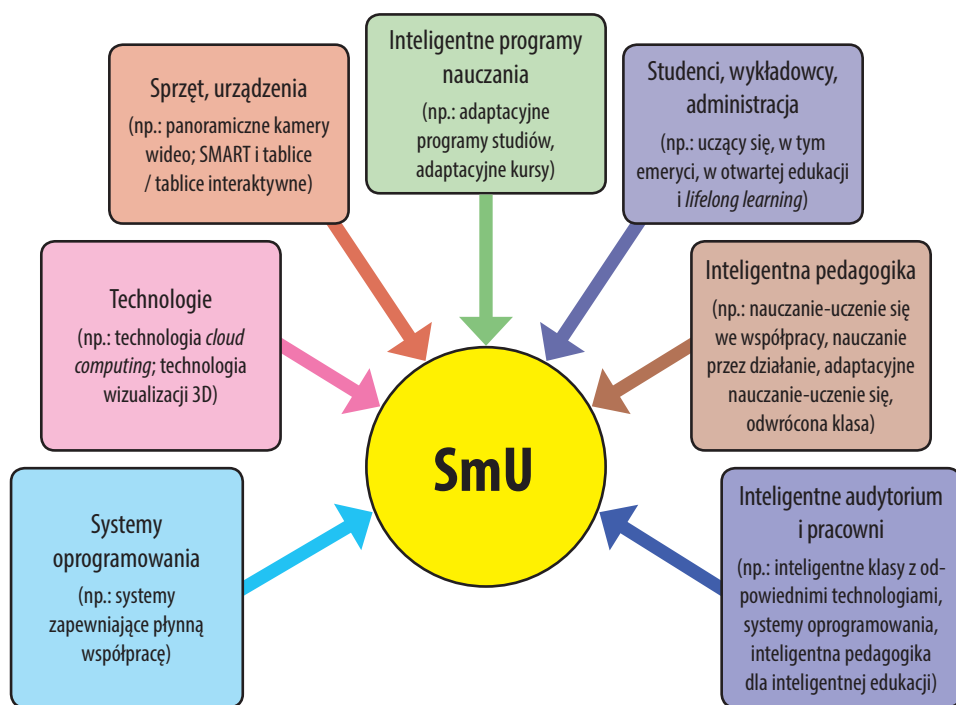 Inteligentne programy
nauczania
(np.: adaptacyjne
programy studiów,
adaptacyjne kursy)
Sprzęt, urządzenia
(np.: panoramiczne kamery
wideo; SMART i tablice
/ tablice interaktywne)
Studenci, wykładowcy,
administracja
(np.: uczący się, w tym
emeryci, w otwartej edukacji
i lifelong learning)
Technologie
(np.: technologia cloud
computing; technologia
wizualizacji 3D)
Inteligentna pedagogika
(np.: nauczanie-uczenie się
we współpracy, nauczanie
przez działanie, adaptacyjne
nauczanie-uczenie się,
odwrócona klasa)
SmU
Systemy
oprogramowania
(np.: systemy
zapewniające płynną
współpracę)
Inteligentne audytorium
i pracowni
(np.: inteligentne klasy z od-
powiednimi technologiami,
systemy oprogramowania,
inteligentna pedagogika
dla inteligentnej edukacji)